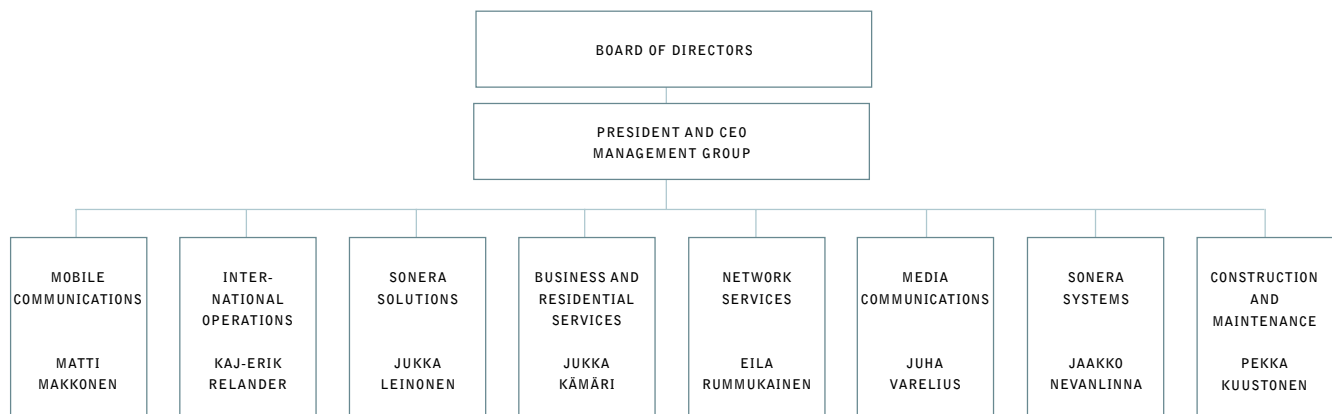 BOARD OF DIRECTORS
PRESIDENT AND CEO
MANAGEMENT GROUP
MOBILE
COMMUNICATIONS
MATTI
MAKKONEN
INTER-
NATIONAL
OPERATIONS
KAJ-ERIK
RELANDER
SONERA
SOLUTIONS
JUKKA
LEINONEN
BUSINESS AND
RESIDENTIAL
SERVICES
JUKKA
KÄMÄRI
NETWORK
SERVICES
EILA
RUMMUKAINEN
MEDIA
COMMUNICATIONS
JUHA
VARELIUS
SONERA
SYSTEMS
JAAKKO
NEVANLINNA
CONSTRUCTION
AND
MAINTENANCE
PEKKA
KUUSTONEN